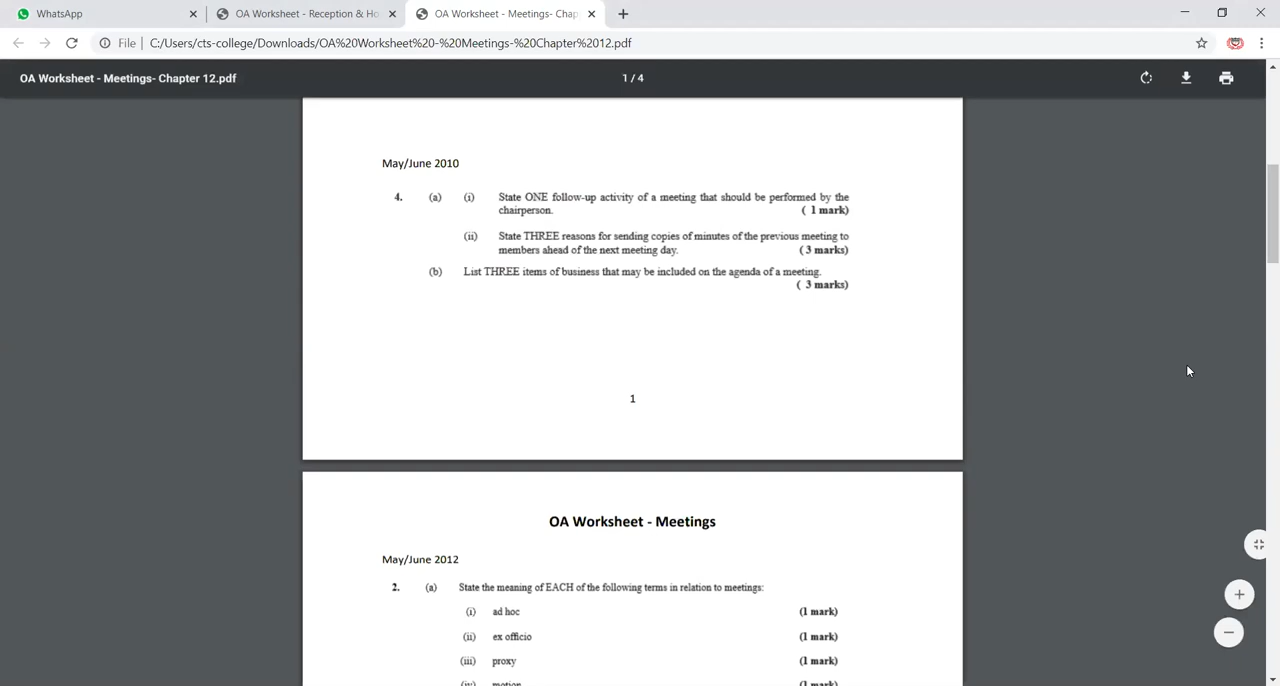 WhatsApp
OA Worksheet - Reception & Ho
OA Worksheet - Meetings- Chap
File
C:/Users/cts-college/Downloads/OA%20Worksheet%20-%20Meetings-%20Chapter%2012.pdf
OA Worksheet - Meetings- Chapter 12.pdf
1 / 4
May/June 2010
4. (a) (i) State ONE follow-up activity of a meeting that should be performed by the
chairperson. ( 1 mark)
(ii) State THREE reasons for sending copies of minutes of the previous meeting to
members ahead of the next meeting day. ( 3 marks)
(b) List THREE items of business that may be included on the agenda of a meeting.
( 3 marks)
1
OA Worksheet - Meetings
May/June 2012
2. (a) State the meaning of EACH of the following terms in relation to meetings:
(i) ad hoc (1 mark)
(ii) ex officio (1 mark)
(iii) proxy (1 mark)
(iv) motion (1 mark)